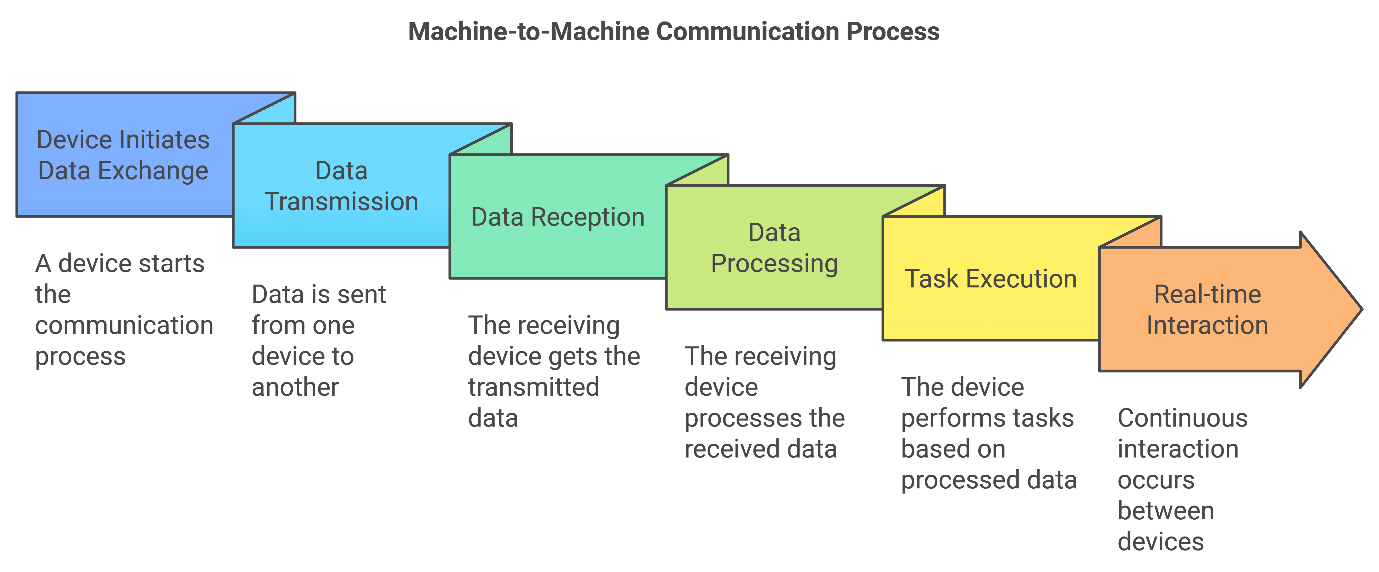 Machine-to-Machine Communication Process
Device Initiates
Data Exchange
A device starts
the
communication
process
Data
Transmission
Data is sent
from one
device to
another
Data Reception
The receiving
device gets the
transmitted
data
Data
Processing
The receiving
device
processes the
received data
Task Execution
The device
performs tasks
based on
processed data
Real-time
Interaction
Continuous
interaction
occurs
between
devices